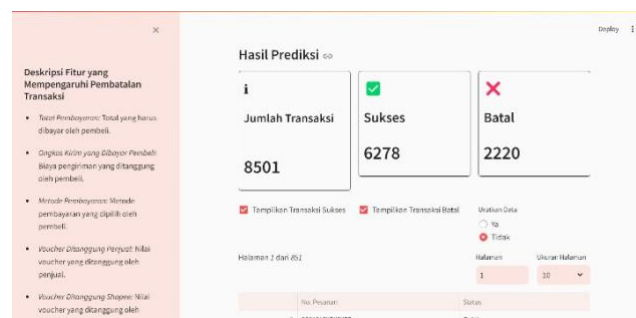 ×
Deploy
Deskripsi Fitur yang
Mempengaruhi Pembatalan
Transaksi
• Total Pembayaran: Total yang harus
dibayar oleh pembeli.
• Ongkos Kirim yang Dibayar Pembeli:
Biaya pengiriman yang ditanggung
oleh pembeli.
• Metode Pembayaran: Metode
pembayaran yang dipilih oleh
pembeli.
• Voucher Ditanggung Penjual: Nilai
voucher yang ditanggung oleh
penjual.
• Voucher Ditanggung Shopee: Nilai
voucher yang ditanggung oleh
Hasil Prediksi
Jumlah Transaksi
8501
Sukses
6278
Batal
2220
Tampilkan Transaksi Sukses
Tampilkan Transaksi Batal
Urutkan Data
Ya
Tidak
Halaman 1 dari 851
Halaman
1
Ukuran Halaman
10
No. Pesanan
Status